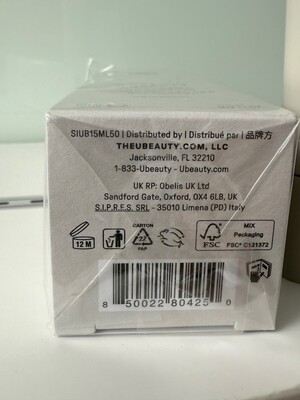 SIUB15ML50 | Distributed by | Distribué par | 品牌方
THEUBEAUTY.COM, LLC
Jacksonville, FL 32210
1-833-Ubeauty - Ubeauty.com
UK RP: Obelis UK Ltd
Sandford Gate, Oxford, OX4 6LB, UK
S.I.P.R.E.S. SRL - 35010 Limena (PD) Italy
12 M
CARTON
22
PAP
FSC
MIX
Packaging
FSC® C131372
8 50022 80425 0